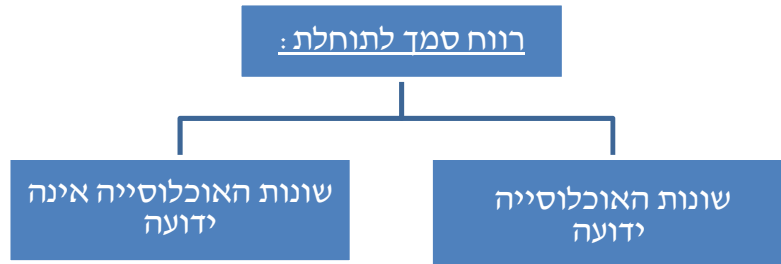 רווח סמך לתוחלת :
שונות האוכלוסייה
ידועה
שונות האוכלוסייה אינה
ידועה